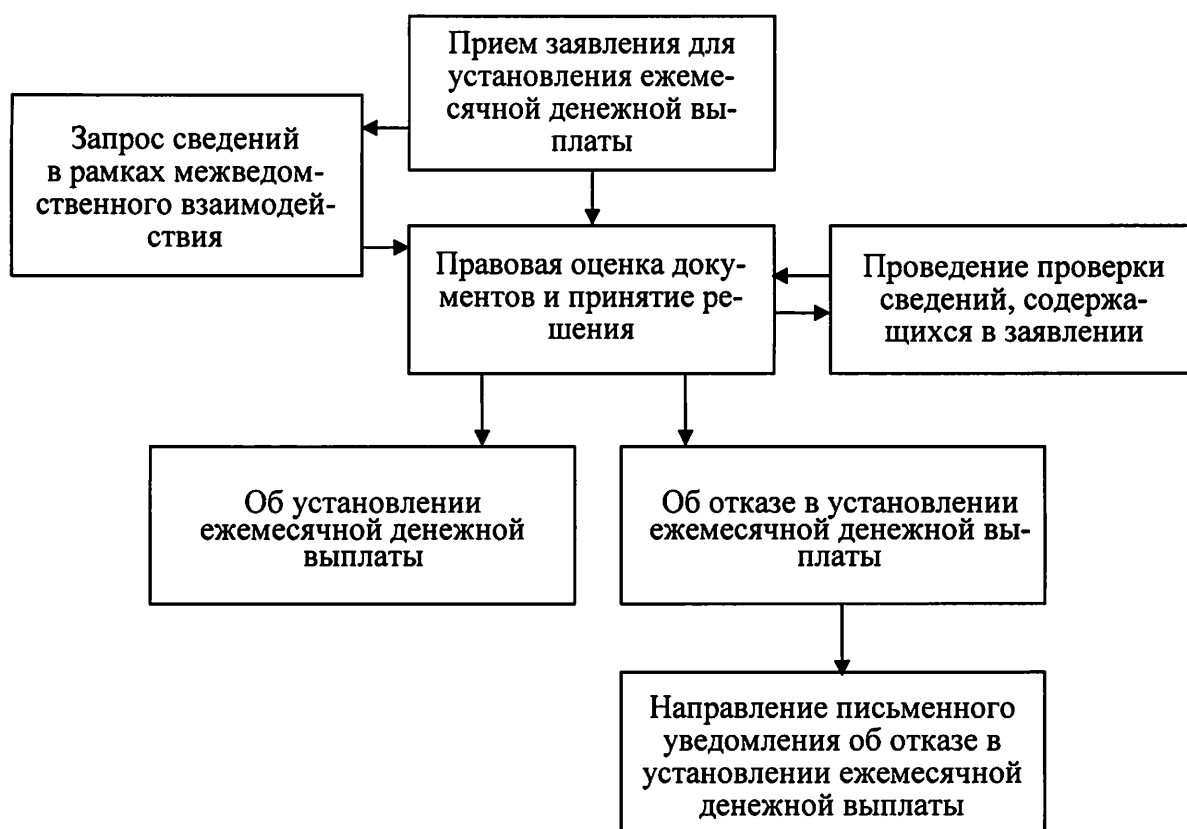 Прием заявления для
установления ежеме-
сячной денежной вы-
платы
Запрос сведений
в рамках межведом-
ственного взаимодей-
ствия
Правовая оценка доку-
ментов и принятие ре-
шения
Проведение проверки
сведений, содержа-
щихся в заявлении
Об установлении
ежемесячной денежной
выплаты
Об отказе в установлении
ежемесячной денежной вы-
платы
Направление письменного
уведомления об отказе в
установлении ежемесячной
денежной выплаты